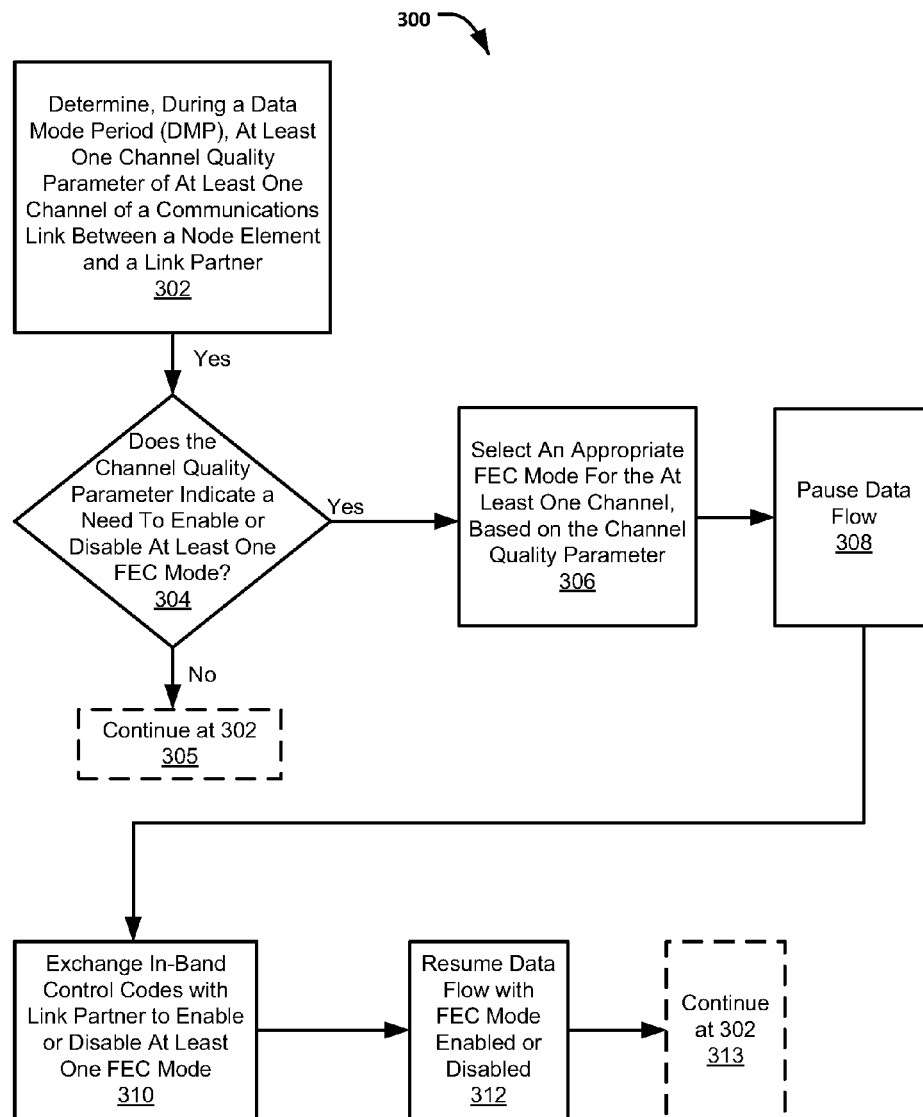 300
Determine, During a Data
Mode Period (DMP), At Least
One Channel Quality
Parameter of At Least One
Channel of a Communications
Link Between a Node Element
and a Link Partner
302
Yes
Does the
Channel Quality
Parameter Indicate a
Need To Enable or
Disable At Least One
FEC Mode?
304
Yes
Select An Appropriate
FEC Mode For the At
Least One Channel,
Based on the Channel
Quality Parameter
306
Pause Data
Flow
308
No
Continue at 302
305
Exchange In-Band
Control Codes with
Link Partner to Enable
or Disable At Least
One FEC Mode
310
Resume Data
Flow with
FEC Mode
Enabled or
Disabled
312
Continue
at 302
313